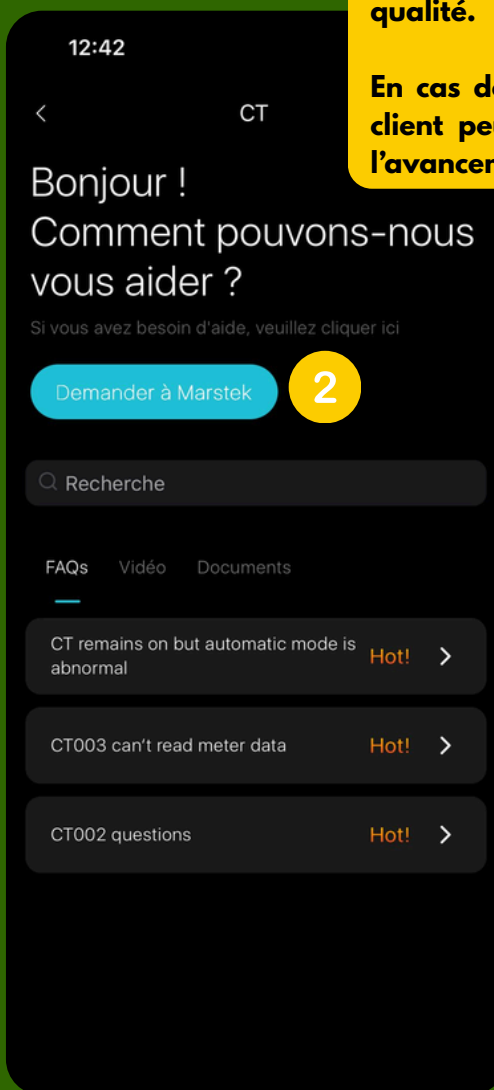 qualité.
En cas
client
12:42
CT
Bonjour !
Comment pouvons-nous
vous aider ?
Si vous avez besoin d'aide, veuillez cliquer ici
Demander à Marstek
2
Recherche
FAQs Vidéo Documents
CT remains on but automatic mode is
abnormal
Hot!
CT003 can't read meter data
Hot!
CT002 questions
Hot!